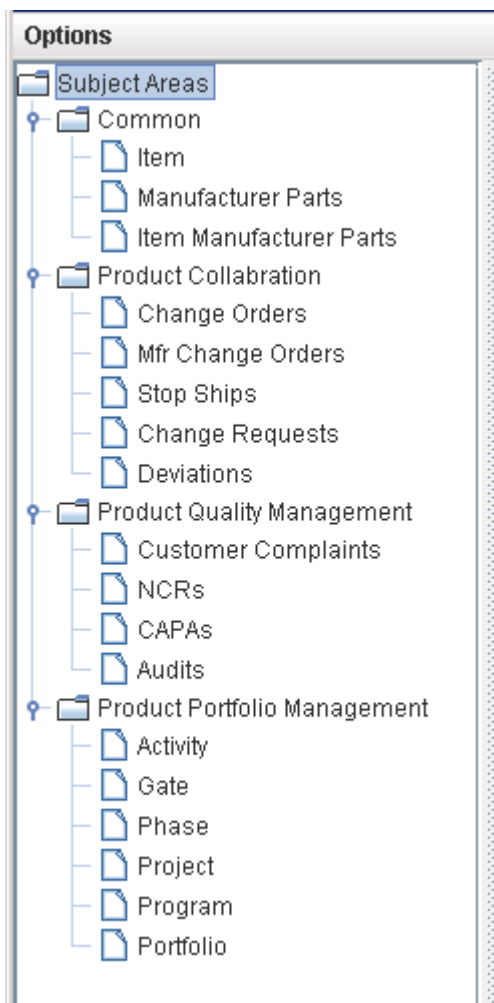 Options
Subject Areas
Common
Item
Manufacturer Parts
Item Manufacturer Parts
Product Collabration
Change Orders
Mfr Change Orders
Stop Ships
Change Requests
Deviations
Product Quality Management
Customer Complaints
NCRs
CAPAs
Audits
Product Portfolio Management
Activity
Gate
Phase
Project
Program
Portfolio